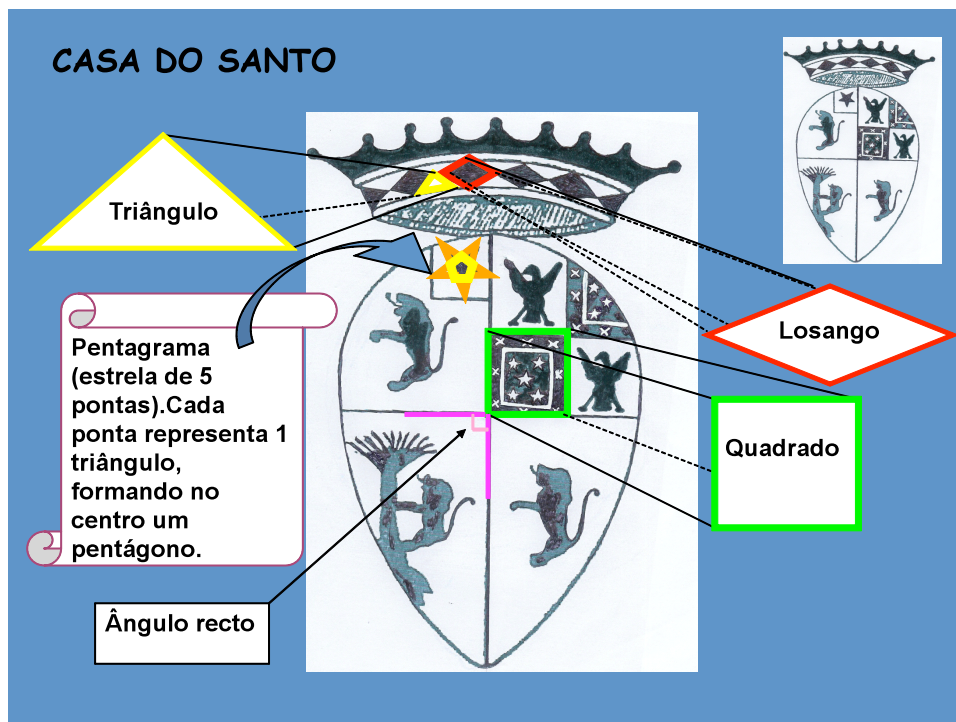 CASA DO SANTO
Triângulo
Losango
Pentagrama
(estrela de 5
pontas).Cada
ponta representa 1
triângulo,
formando no
centro um
pentágono.
Quadrado
Ângulo recto